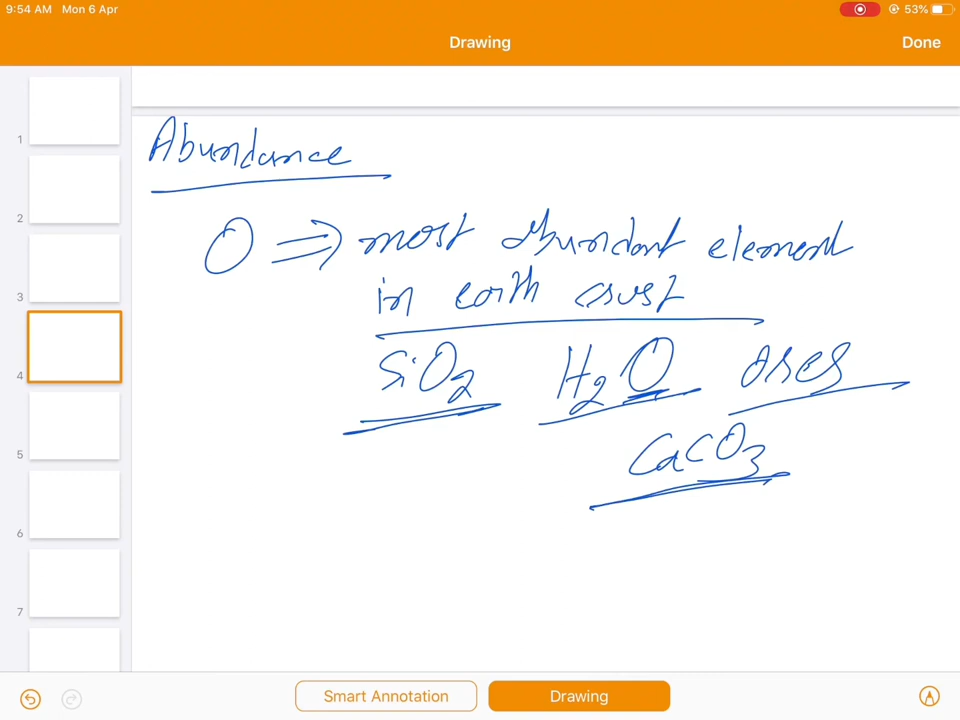 9:54 AM Mon 6 Apr 53%
Drawing Done
Abundance
O ⇒ most abundant element
in earth crust
SiO2 H2O ores
CaCO3
1
2
3
4
5
6
7
Smart Annotation Drawing